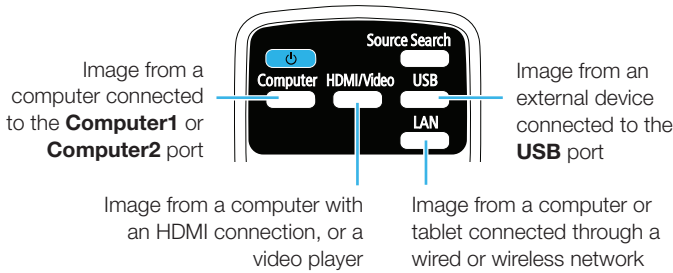 Source Search
Computer HDMI/Video USB
LAN
Image from a
computer connected
to the Computer1 or
Computer2 port
Image from an
external device
connected to the
USB port
Image from a computer with
an HDMI connection, or a
video player
Image from a computer or
tablet connected through a
wired or wireless network